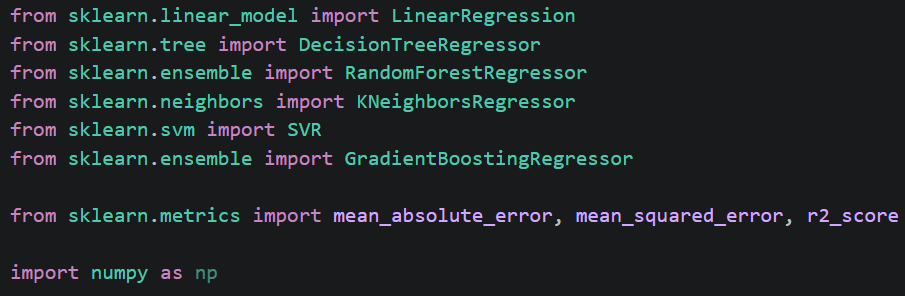 from sklearn.linear_model import LinearRegression
from sklearn.tree import DecisionTreeRegressor
from sklearn.ensemble import RandomForestRegressor
from sklearn.neighbors import KNeighborsRegressor
from sklearn.svm import SVR
from sklearn.ensemble import GradientBoostingRegressor
from sklearn.metrics import mean_absolute_error, mean_squared_error, r2_score
import numpy as np